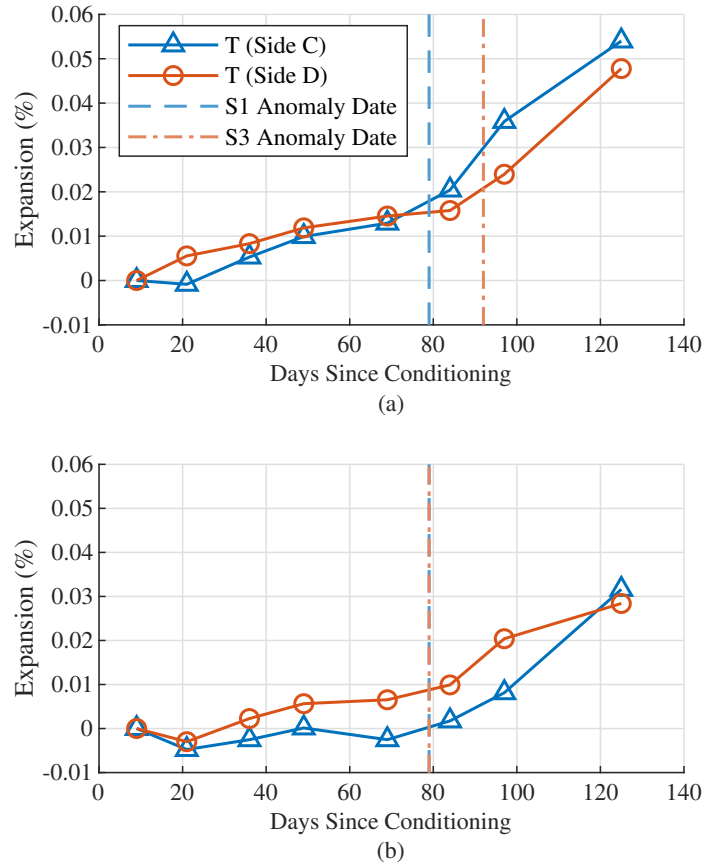 0.06
0.05
0.04
0.03
0.02
0.01
0
-0.01
Expansion (%)
T (Side C)
T (Side D)
S1 Anomaly Date
S3 Anomaly Date
0 20 40 60 80 100 120 140
Days Since Conditioning
(a)
0.06
0.05
0.04
0.03
0.02
0.01
0
-0.01
Expansion (%)
0 20 40 60 80 100 120 140
Days Since Conditioning
(b)